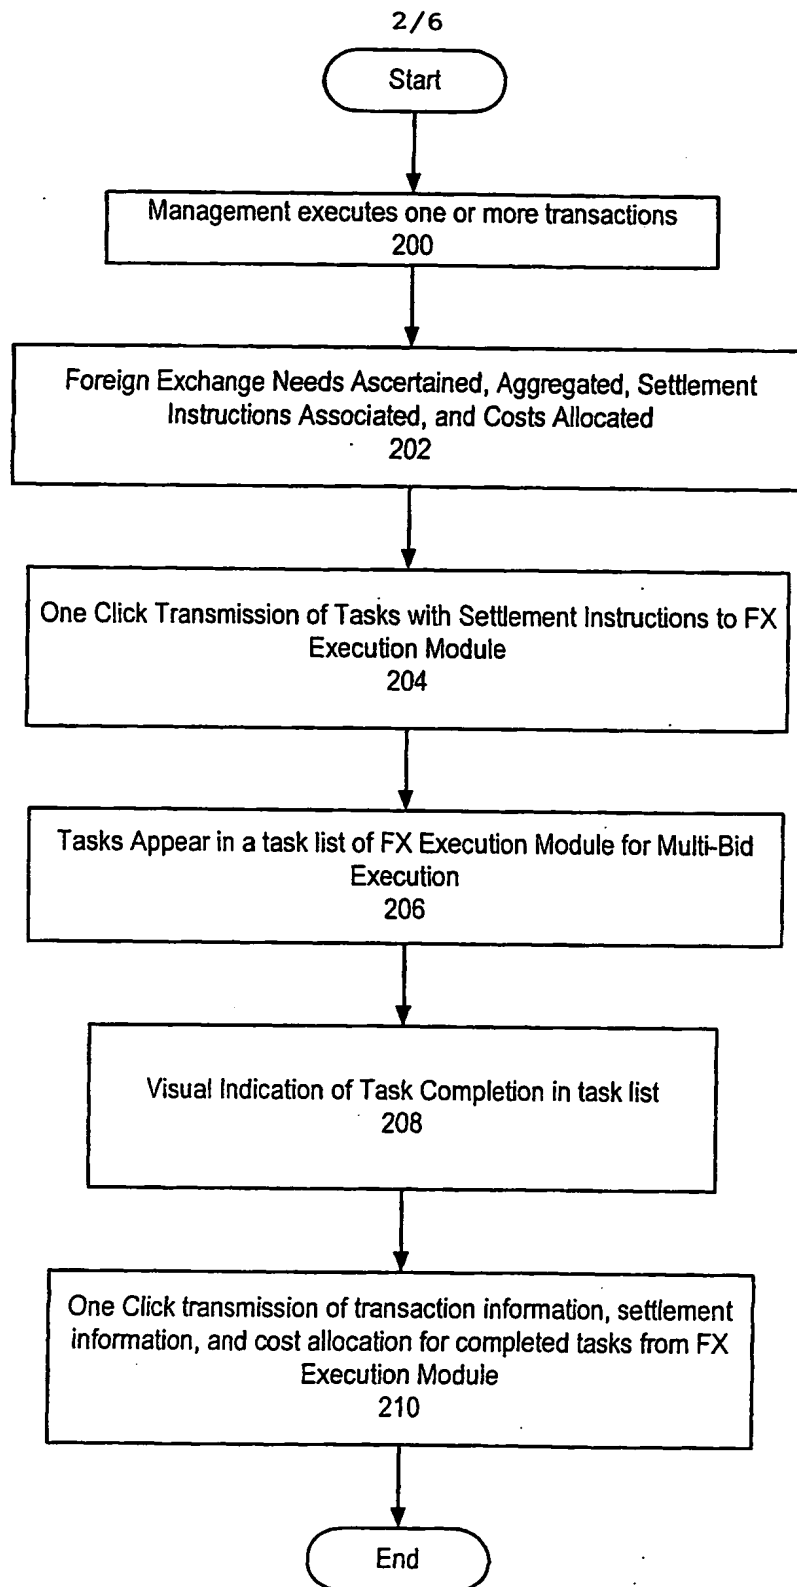 2/6
Start
Management executes one or more transactions
200
Foreign Exchange Needs Ascertained, Aggregated, Settlement
Instructions Associated, and Costs Allocated
202
One Click Transmission of Tasks with Settlement Instructions to FX
Execution Module
204
Tasks Appear in a task list of FX Execution Module for Multi-Bid
Execution
206
Visual Indication of Task Completion in task list
208
One Click transmission of transaction information, settlement
information, and cost allocation for completed tasks from FX
Execution Module
210
End